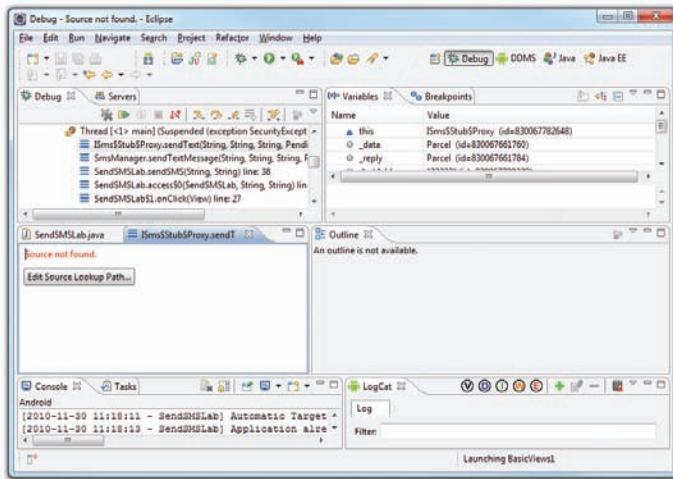 Debug - Source not found. - Eclipse
File Edit Run Navigate Search Project Refactor Window Help
Debug DDMS Java Java EE
Debug Servers
Thread [<1> main] (Suspended (exception SecurityExcept
ISms$Stub$Proxy.sendText(String, String, String, Pendi
SmsManager.sendTextMessage(String, String, String, P
SendSMSLab.sendSMS(String, String) line: 38
SendSMSLab.access$0(SendSMSLab, String, String) lin
SendSMSLab$1.onClick(View) line: 27
Variables Breakpoints
Name Value
this ISms$Stub$Proxy (id=830067782648)
_data Parcel (id=830067661760)
_reply Parcel (id=830067661784)
SendSMSLab.java ISms$Stub$Proxy.sendT
Source not found.
Edit Source Lookup Path...
Outline
An outline is not available.
Console Tasks
Android
[2010-11-30 11:18:11 - SendSMSLab] Automatic Target
[2010-11-30 11:18:13 - SendSMSLab] Application alre
LogCat V D I W E
Log
Filter:
Launching BasicViews1